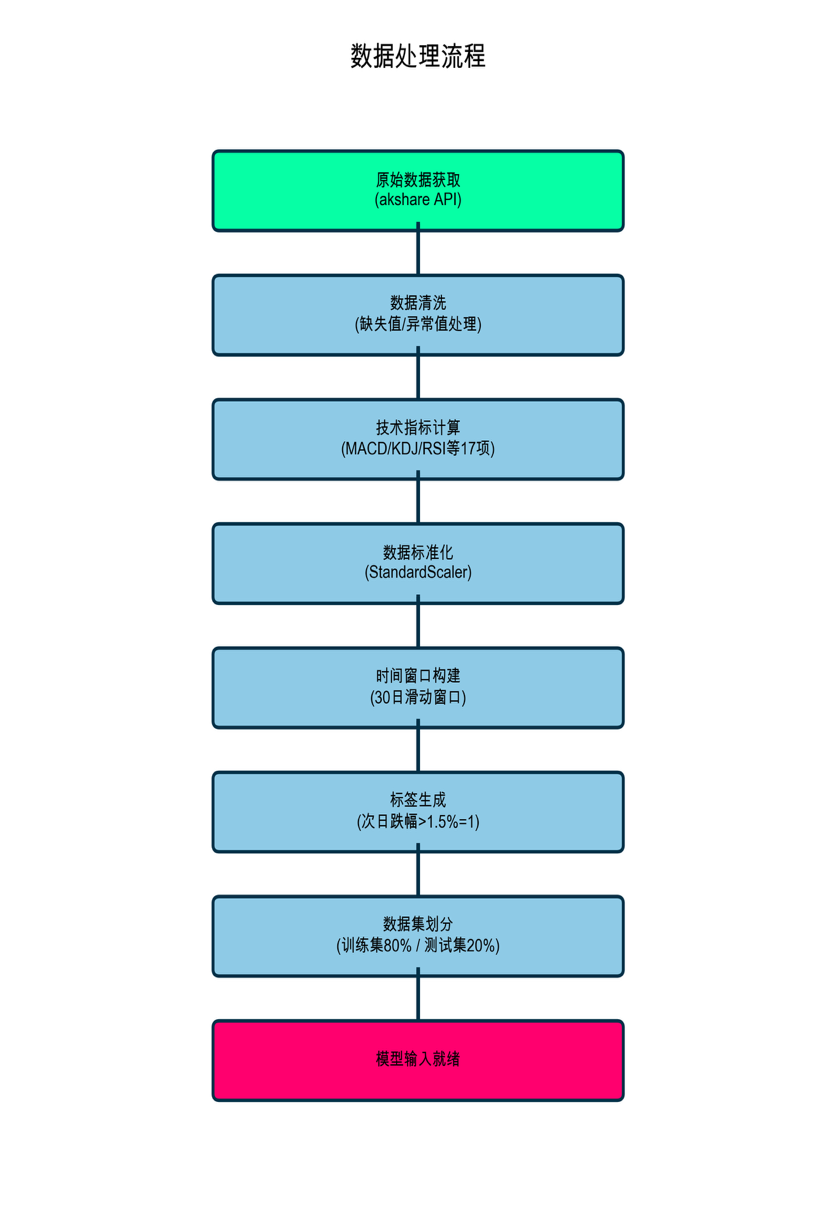 数据处理流程
原始数据获取
(akshare API)
数据清洗
(缺失值/异常值处理)
技术指标计算
(MACD/KDJ/RSI等17项)
数据标准化
(StandardScaler)
时间窗口构建
(30日滑动窗口)
标签生成
(次日跌幅>1.5%=1)
数据集划分
(训练集80% / 测试集20%)
模型输入就绪